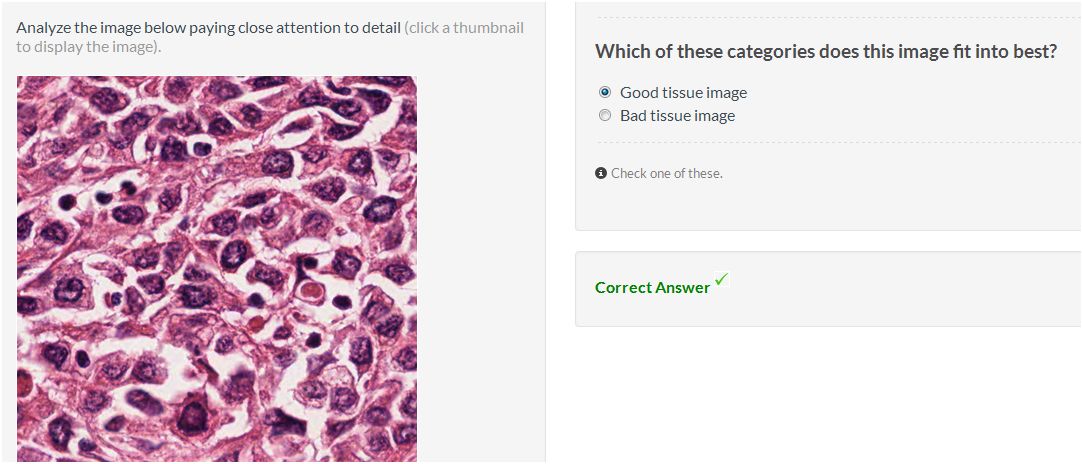 Analyze the image below paying close attention to detail (click a thumbnail
to display the image).
Which of these categories does this image fit into best?
Good tissue image
Bad tissue image
Check one of these.
Correct Answer